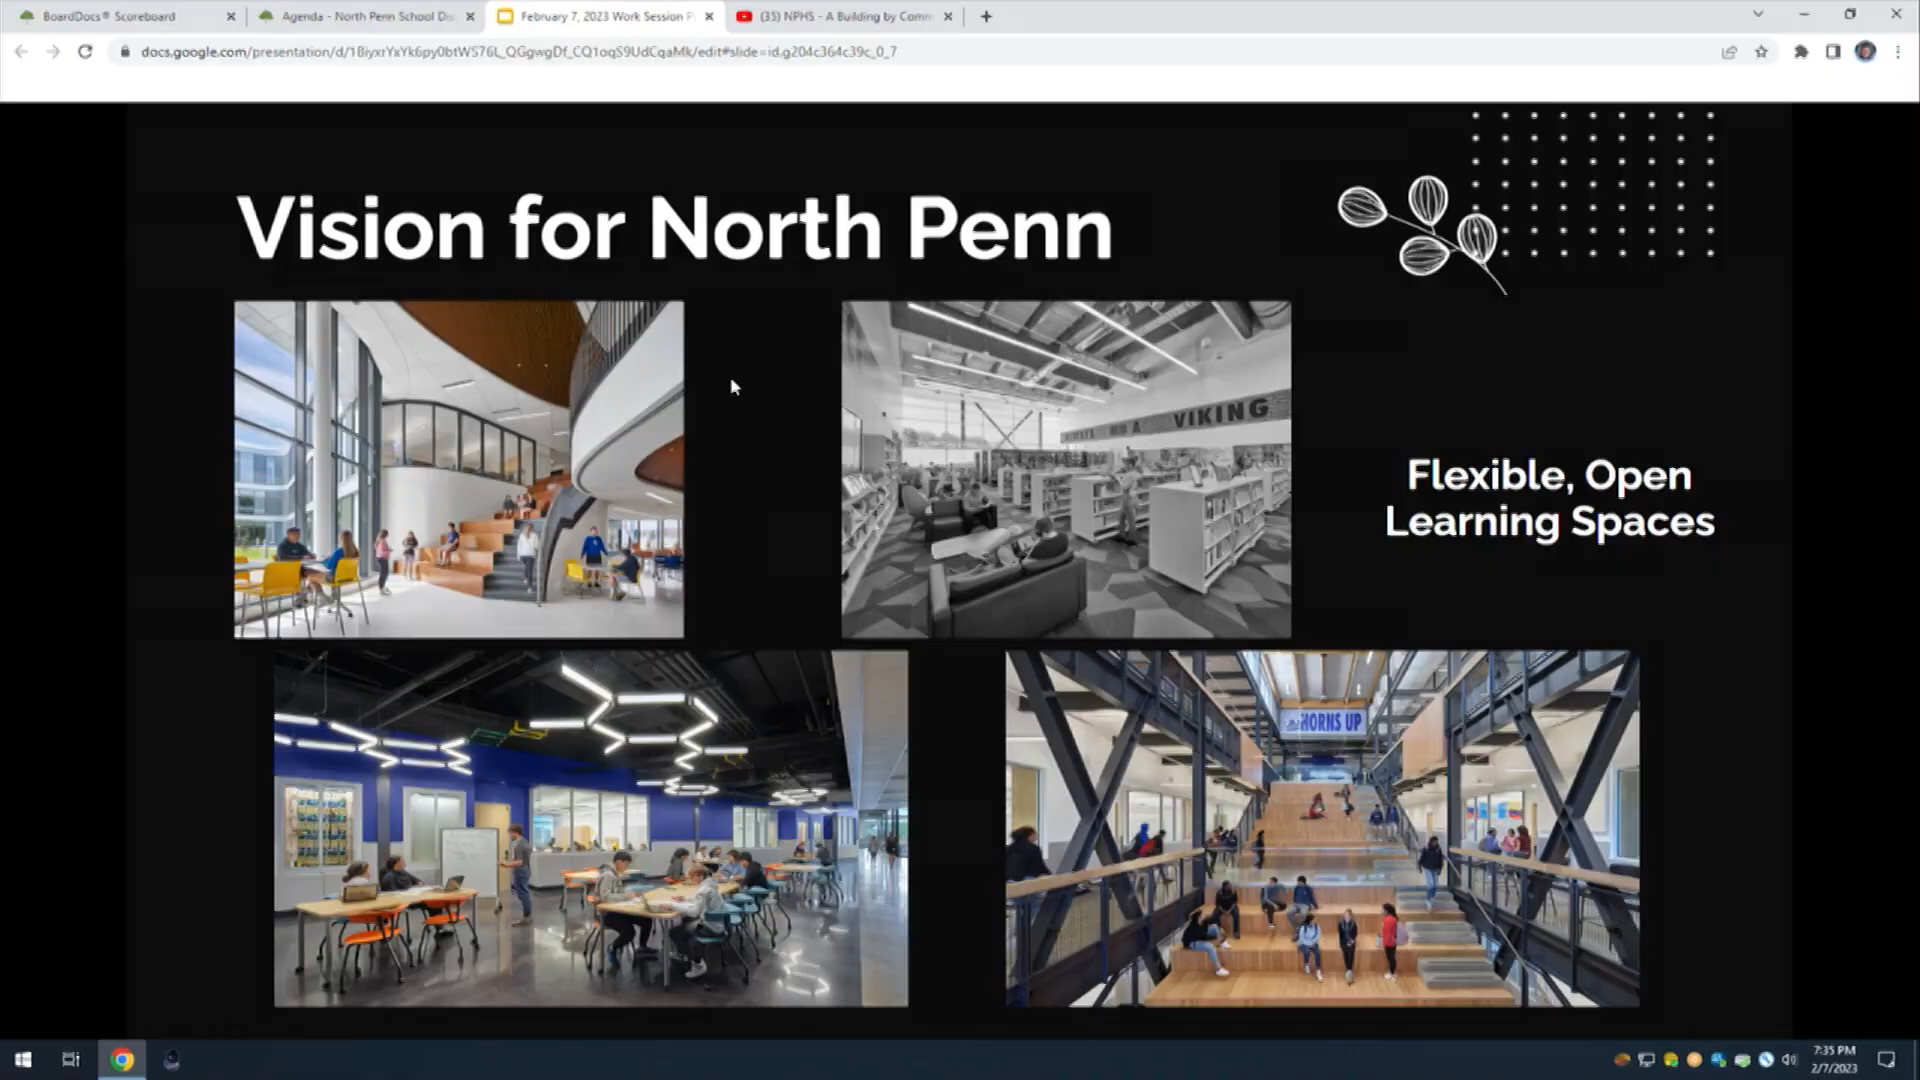 BoardDocs® Scoreboard
Agenda - North Penn School Dis
February 7, 2023 Work Session P
(35) NPHS - A Building by Comm
docs.google.com/presentation/d/1BiyxrYxYk6py0btWS76L_QGgwgDf_CQ1oqS9UdCqaMk/edit#slide=id.g204c364c39c_0_7
Vision for North Penn
VIKING
Flexible, Open
Learning Spaces
HORNS UP
7:35 PM
2/7/2023